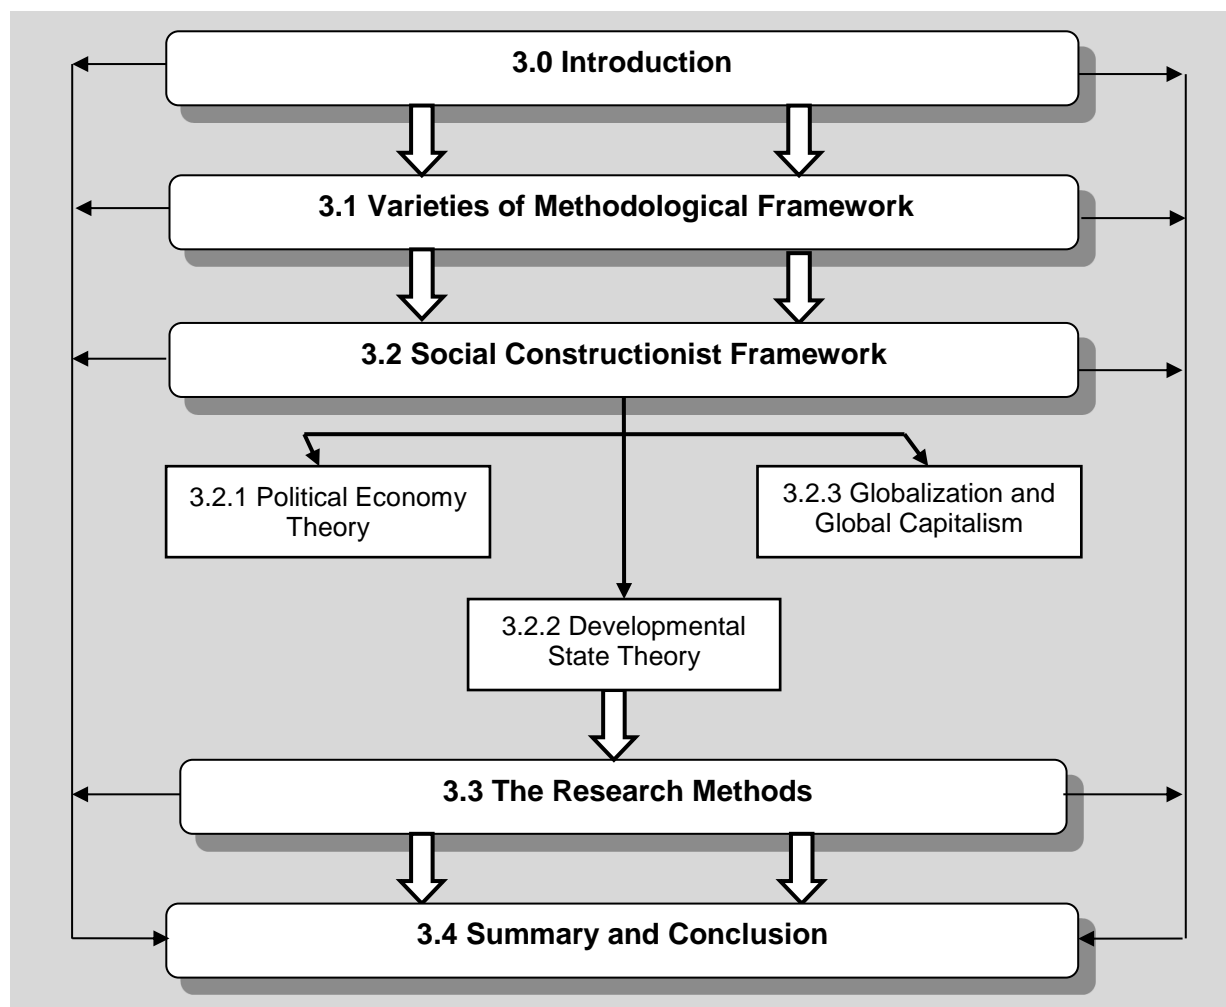 3.0 Introduction
3.1 Varieties of Methodological Framework
3.2 Social Constructionist Framework
3.2.1 Political Economy
Theory
3.2.3 Globalization and
Global Capitalism
3.2.2 Developmental
State Theory
3.3 The Research Methods
3.4 Summary and Conclusion